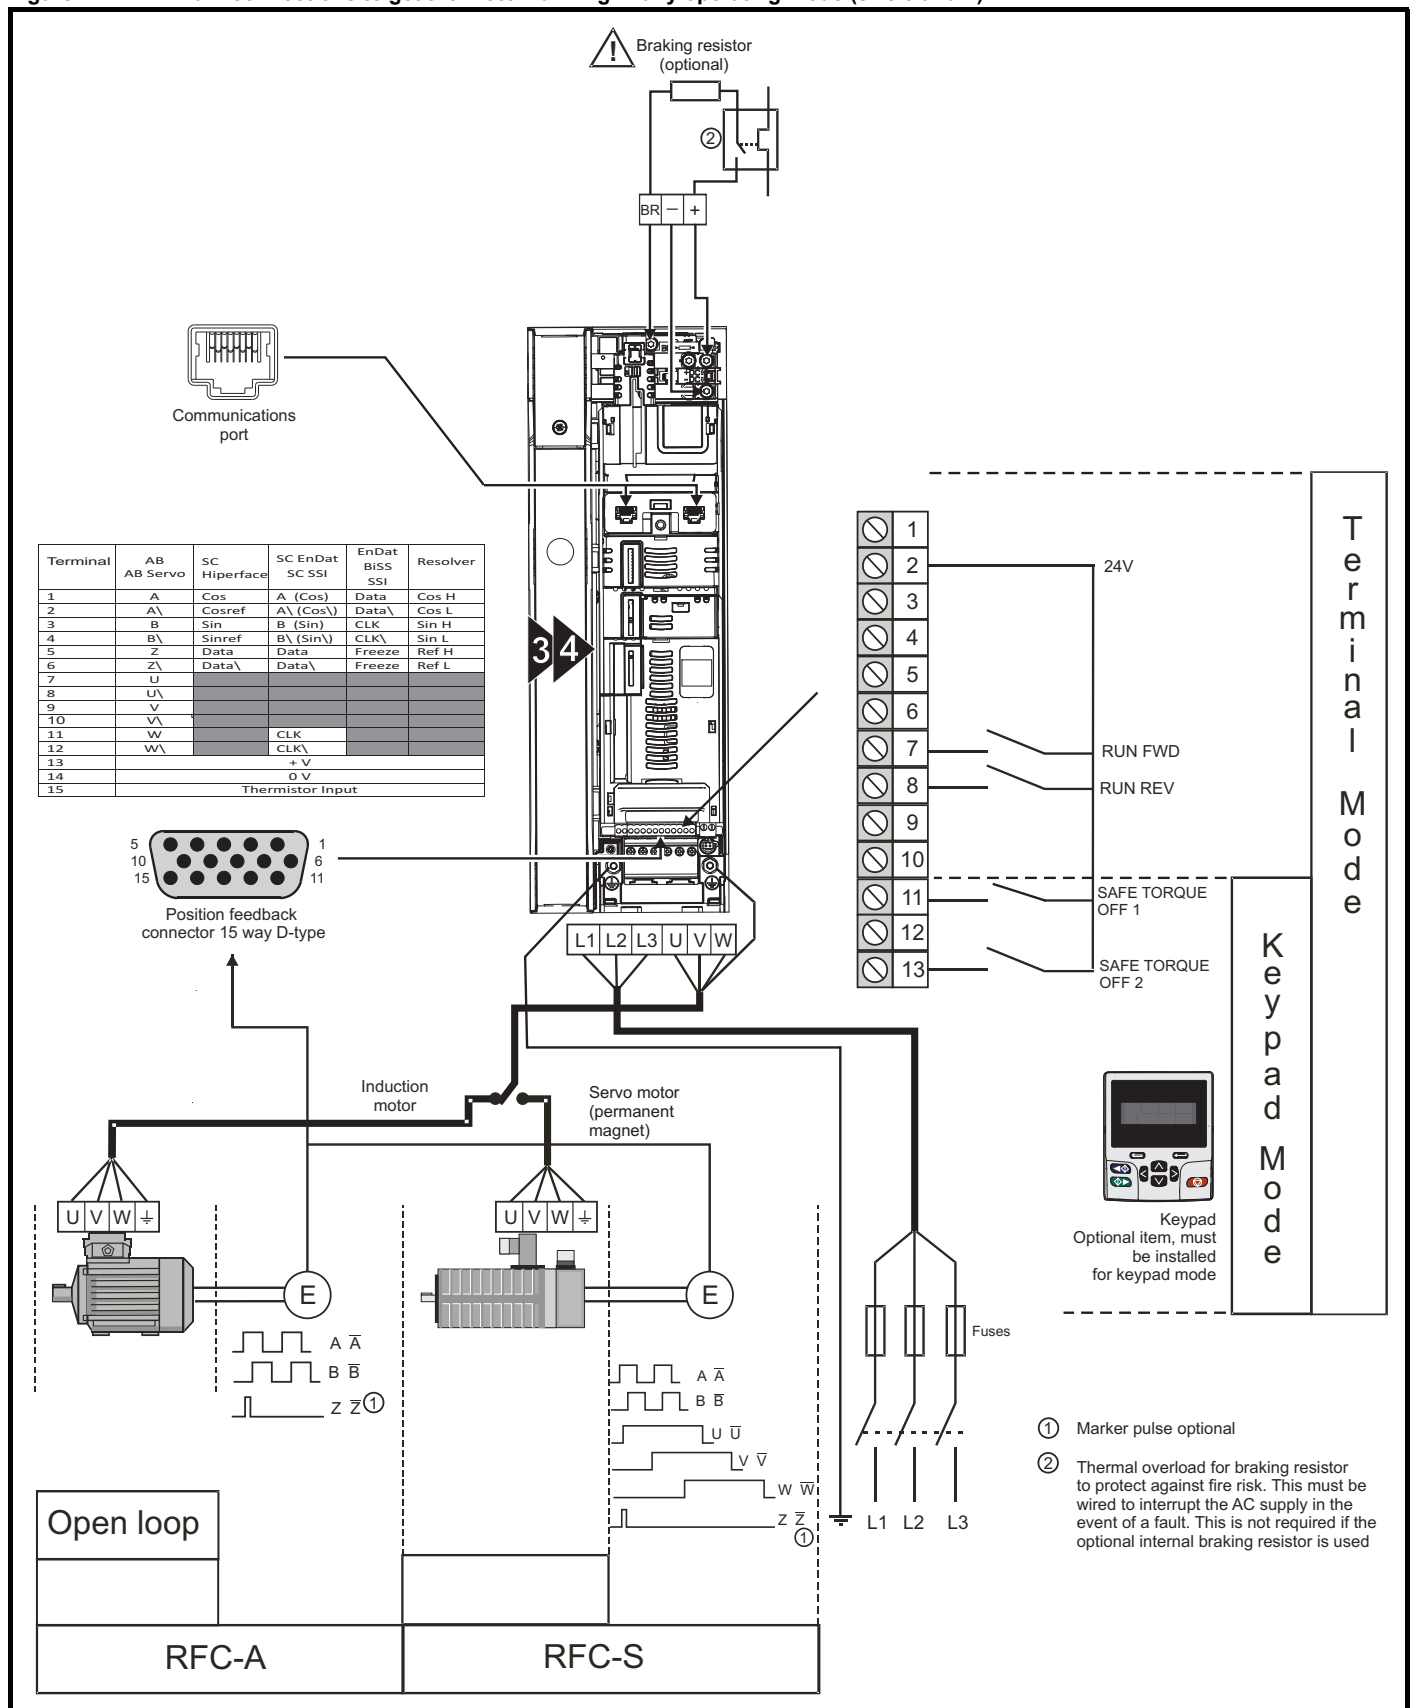 Braking resistor
(optional)
2
BR − +
Communications
port
Terminal AB AB Servo SC Hiperface SC EnDat SC SSI EnDat BiSS SSI Resolver
1 A Cos A (Cos) Data Cos H
2 A\ Cosref A\ (Cos\) Data\ Cos L
3 B Sin B (Sin) CLK Sin H
4 B\ Sinref B\ (Sin\) CLK\ Sin L
5 Z Data Data Freeze Ref H
6 Z\ Data\ Data\ Freeze Ref L
7 U
8 U\
9 V
10 V\
11 W CLK
12 W\ CLK\
13 + V
14 0 V
15 Thermistor Input
3 4
5 1
10 6
15 11
Position feedback
connector 15 way D-type
L1 L2 L3 U V W
1
2 24V
3
4
5
6
7 RUN FWD
8 RUN REV
9
10
11 SAFE TORQUE
OFF 1
12
13 SAFE TORQUE
OFF 2
Terminal Mode
Keypad Mode
Keypad
Optional item, must
be installed
for keypad mode
Induction
motor
Servo motor
(permanent
magnet)
U V W
U V W
E
E
A A̅
B B̅
Z Z̅ 1
A A̅
B B̅
U U̅
V V̅
W W̅
Z Z̅
1
Fuses
L1 L2 L3
1 Marker pulse optional
2 Thermal overload for braking resistor
to protect against fire risk. This must be
wired to interrupt the AC supply in the
event of a fault. This is not required if the
optional internal braking resistor is used
Open loop
RFC-A
RFC-S